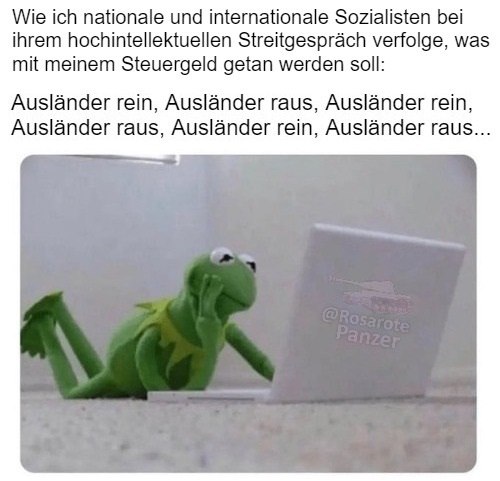 Wie ich nationale und internationale Sozialisten bei
ihrem hochintellektuellen Streitgespräch verfolge, was
mit meinem Steuergeld getan werden soll:
Ausländer rein, Ausländer raus, Ausländer rein,
Ausländer raus, Ausländer rein, Ausländer raus...
@Rosarote
Panzer